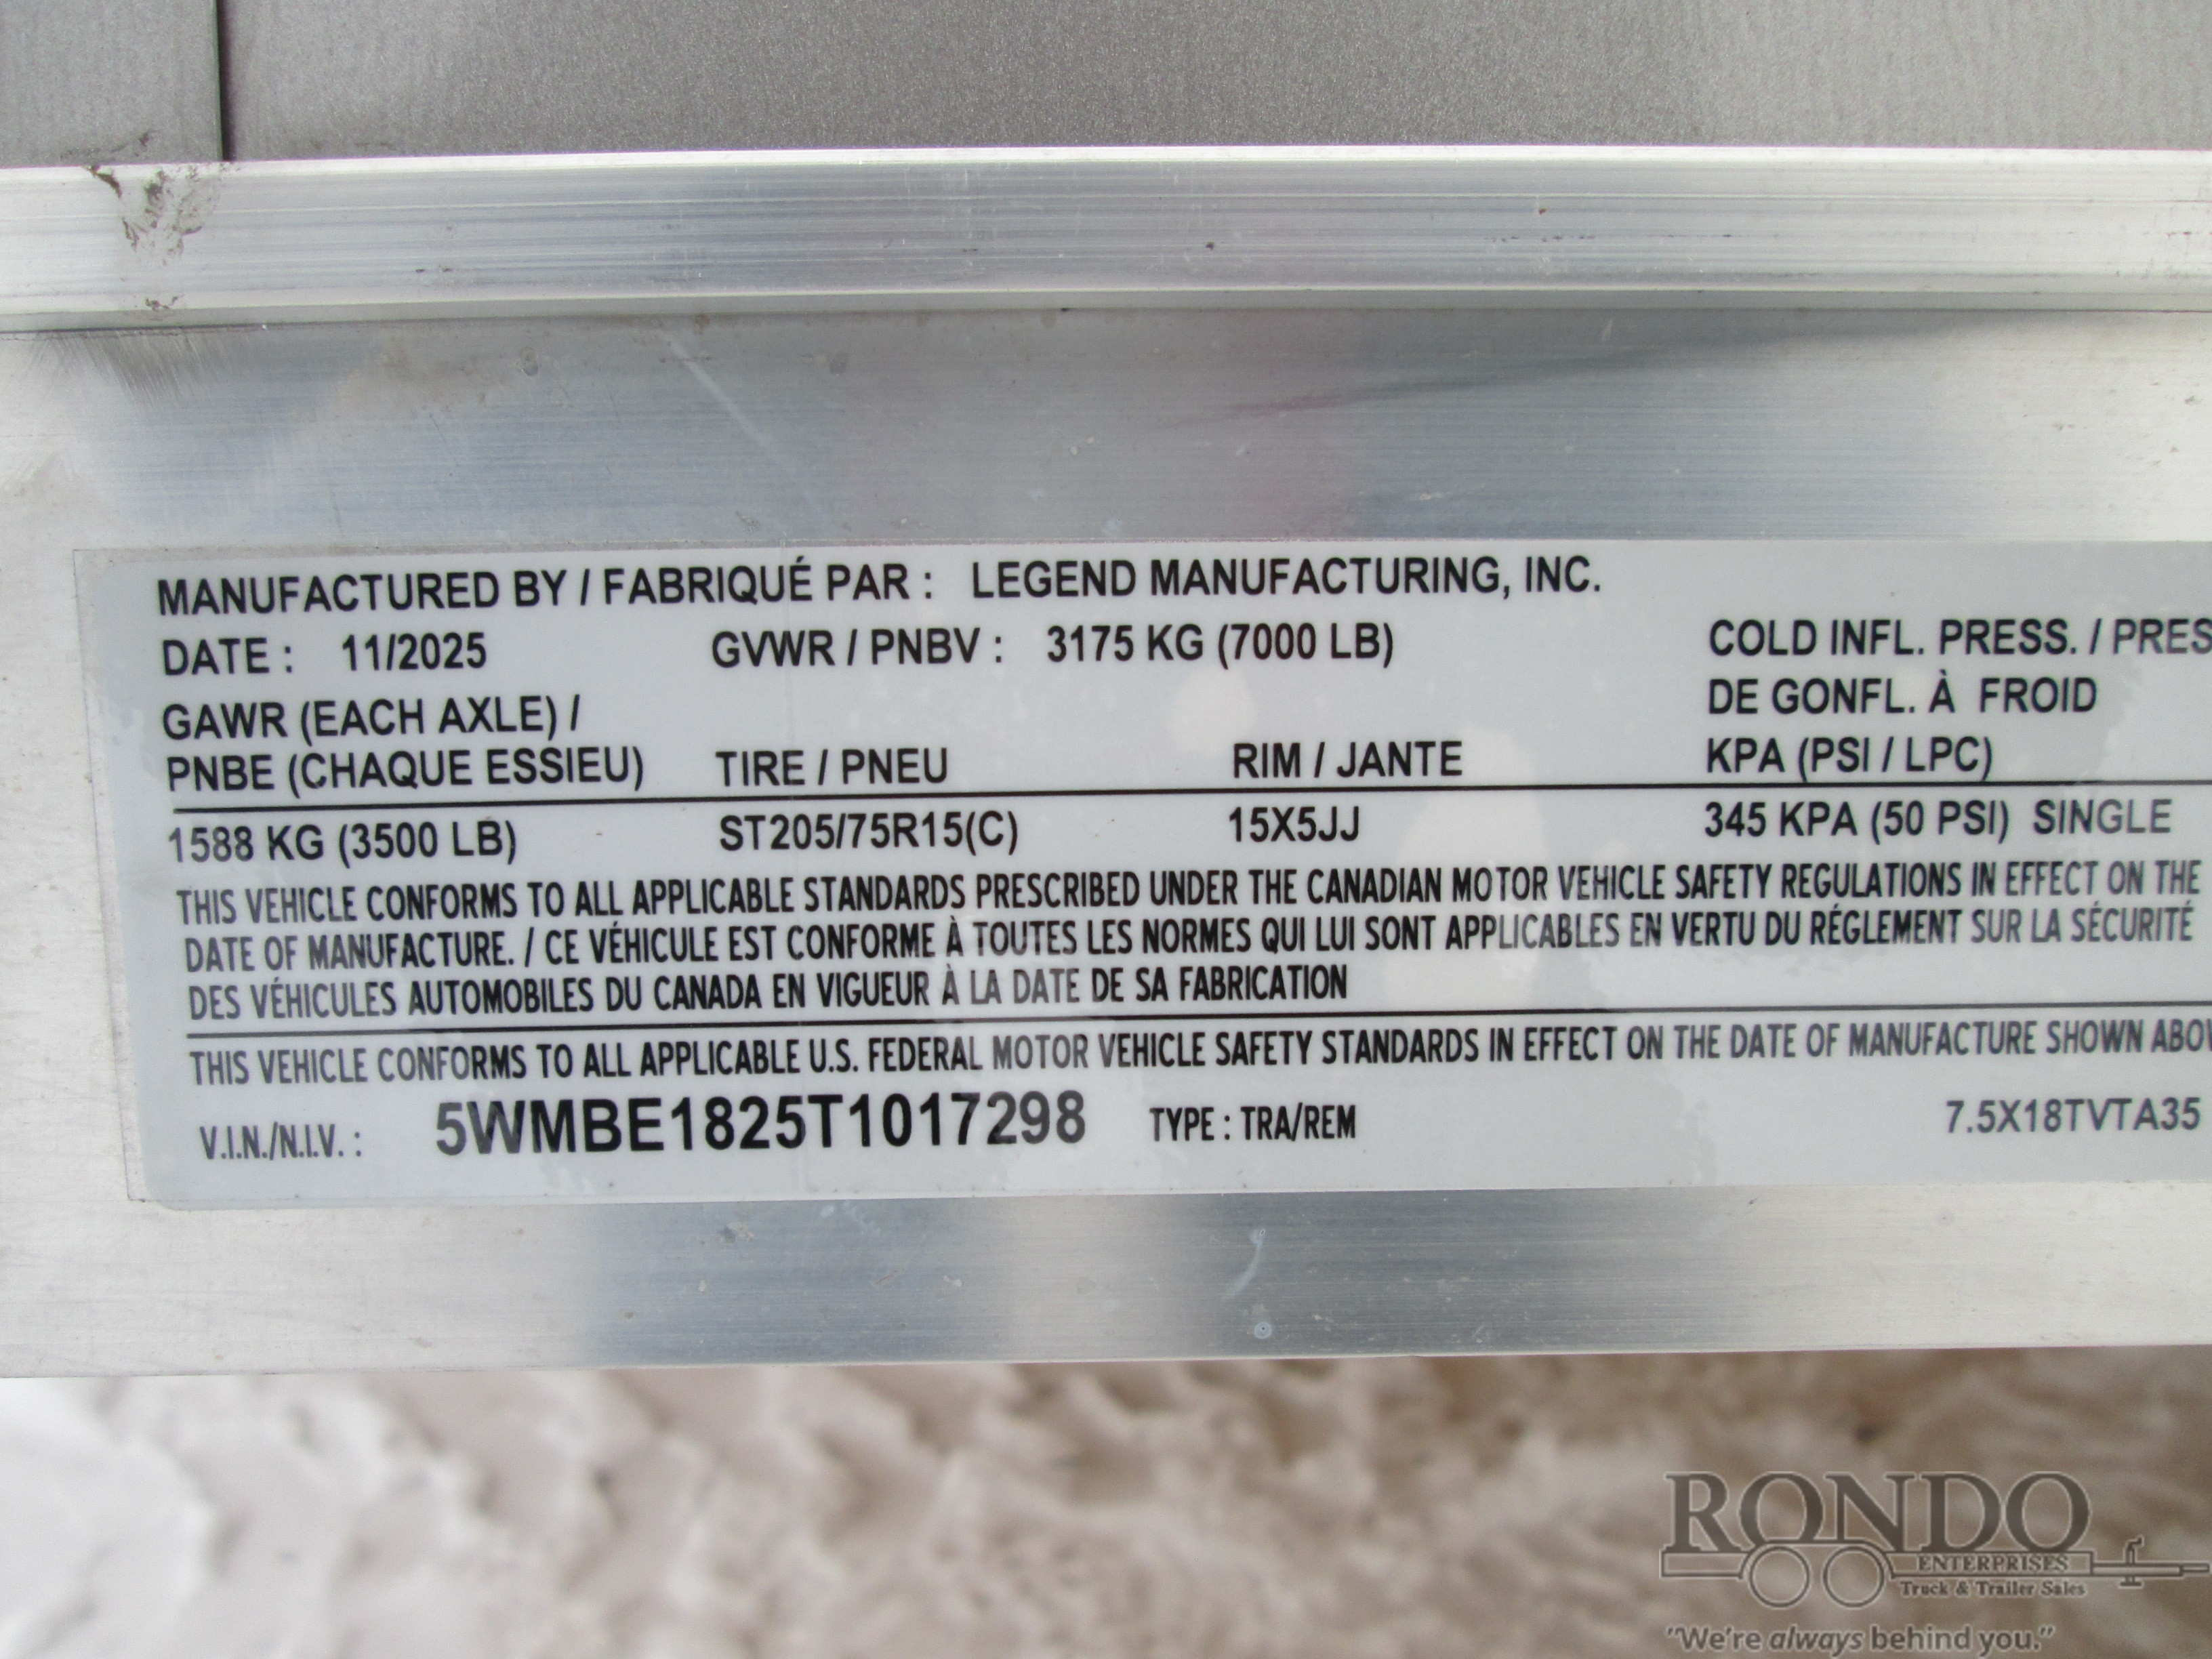 MANUFACTURED BY / FABRIQUÉ PAR : LEGEND MANUFACTURING, INC.
DATE : 11/2025 GVWR / PNBV : 3175 KG (7000 LB) COLD INFL. PRESS. / PRES
GAWR (EACH AXLE) / DE GONFL. À FROID
PNBE (CHAQUE ESSIEU) TIRE / PNEU RIM / JANTE KPA (PSI / LPC)
1588 KG (3500 LB) ST205/75R15(C) 15X5JJ 345 KPA (50 PSI) SINGLE
THIS VEHICLE CONFORMS TO ALL APPLICABLE STANDARDS PRESCRIBED UNDER THE CANADIAN MOTOR VEHICLE SAFETY REGULATIONS IN EFFECT ON THE
DATE OF MANUFACTURE. / CE VÉHICULE EST CONFORME À TOUTES LES NORMES QUI LUI SONT APPLICABLES EN VERTU DU RÉGLEMENT SUR LA SÉCURITÉ
DES VÉHICULES AUTOMOBILES DU CANADA EN VIGUEUR À LA DATE DE SA FABRICATION
THIS VEHICLE CONFORMS TO ALL APPLICABLE U.S. FEDERAL MOTOR VEHICLE SAFETY STANDARDS IN EFFECT ON THE DATE OF MANUFACTURE SHOWN ABOV
V.I.N./N.I.V. : 5WMBE1825T1017298 TYPE : TRA/REM 7.5X18TVTA35
RONDO
ENTERPRISES
Truck & Trailer Sales
"We're always behind you."